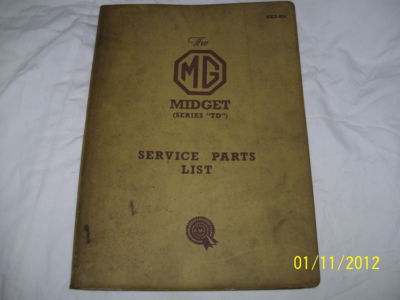 The
MG
MIDGET
(SERIES "TD")
SERVICE PARTS
LIST
01/11/2012